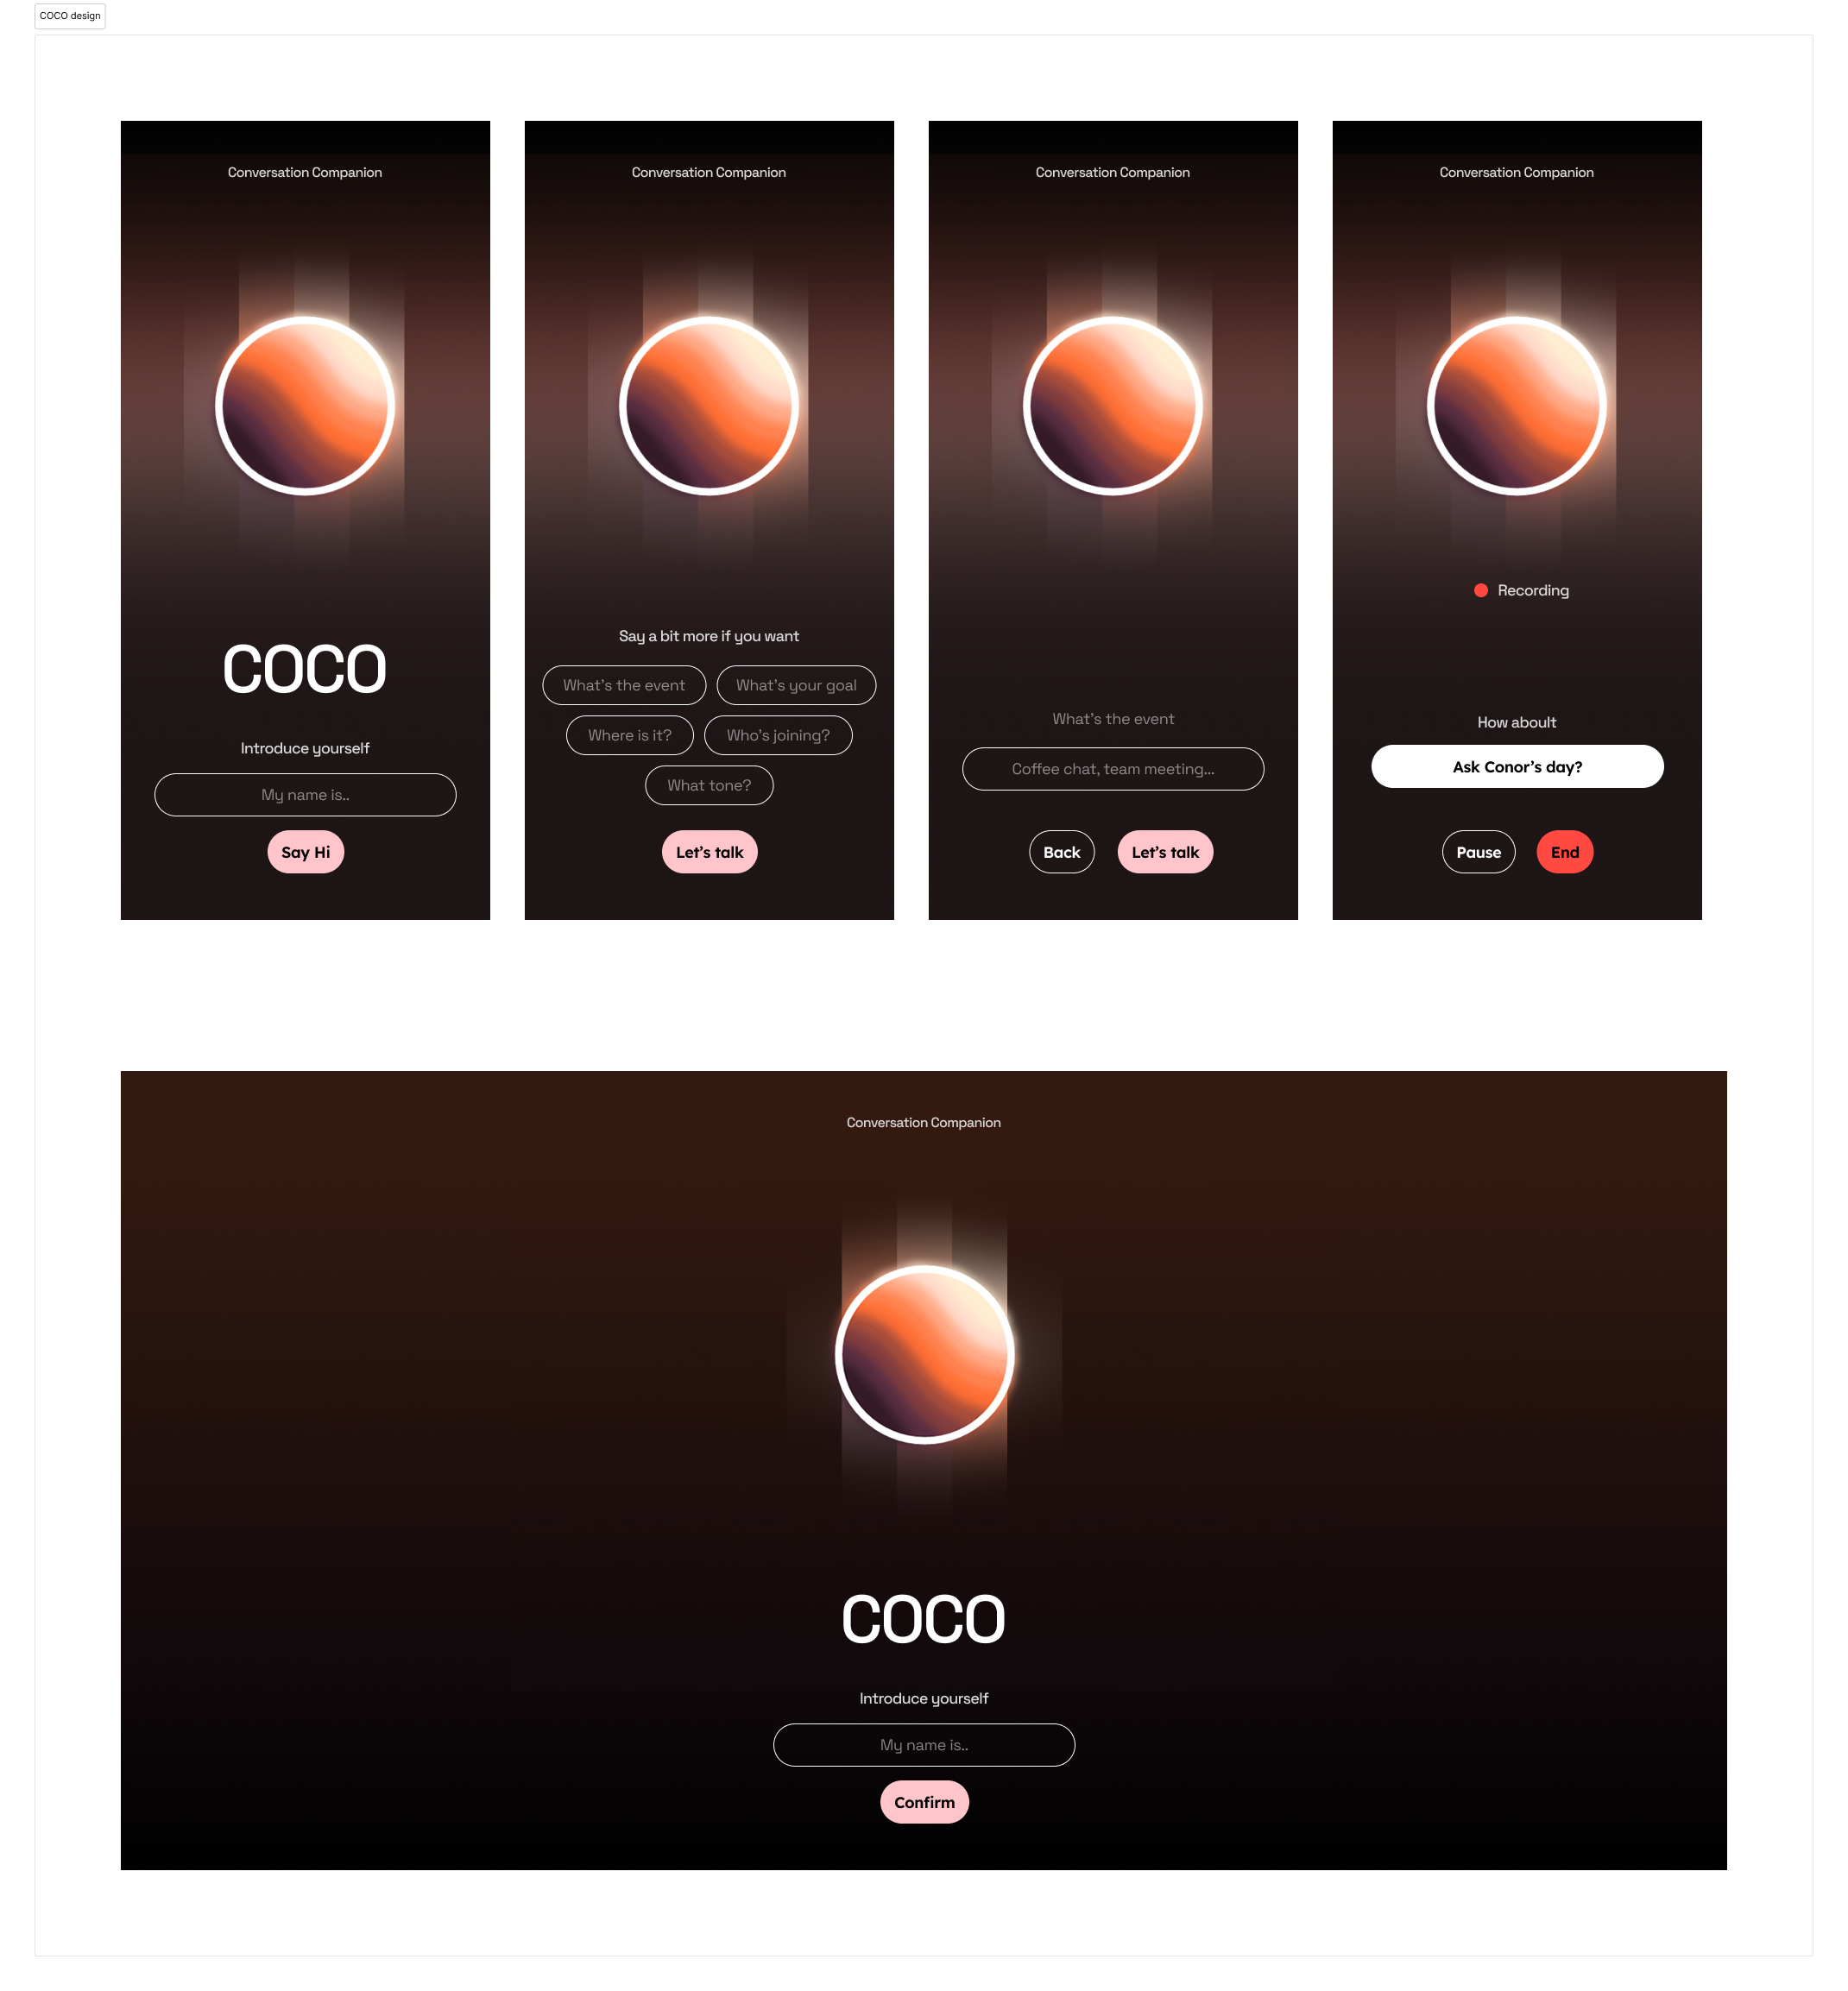 COCO design
Conversation Companion
COCO
Introduce yourself
My name is..
Say Hi
Conversation Companion
Say a bit more if you want
What's the event
What's your goal
Where is it?
Who's joining?
What tone?
Let's talk
Conversation Companion
What's the event
Coffee chat, team meeting...
Back
Let's talk
Conversation Companion
Recording
How aboult
Ask Conor's day?
Pause
End
Conversation Companion
COCO
Introduce yourself
My name is..
Confirm